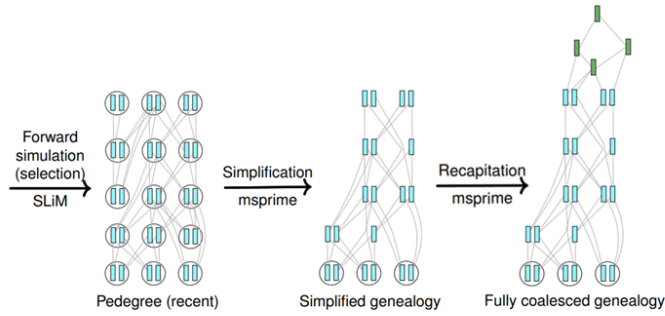 Forward
simulation
(selection)
SLiM
Pedegree (recent)
Simplification
msprime
Simplified genealogy
Recapitation
msprime
Fully coalesced genealogy